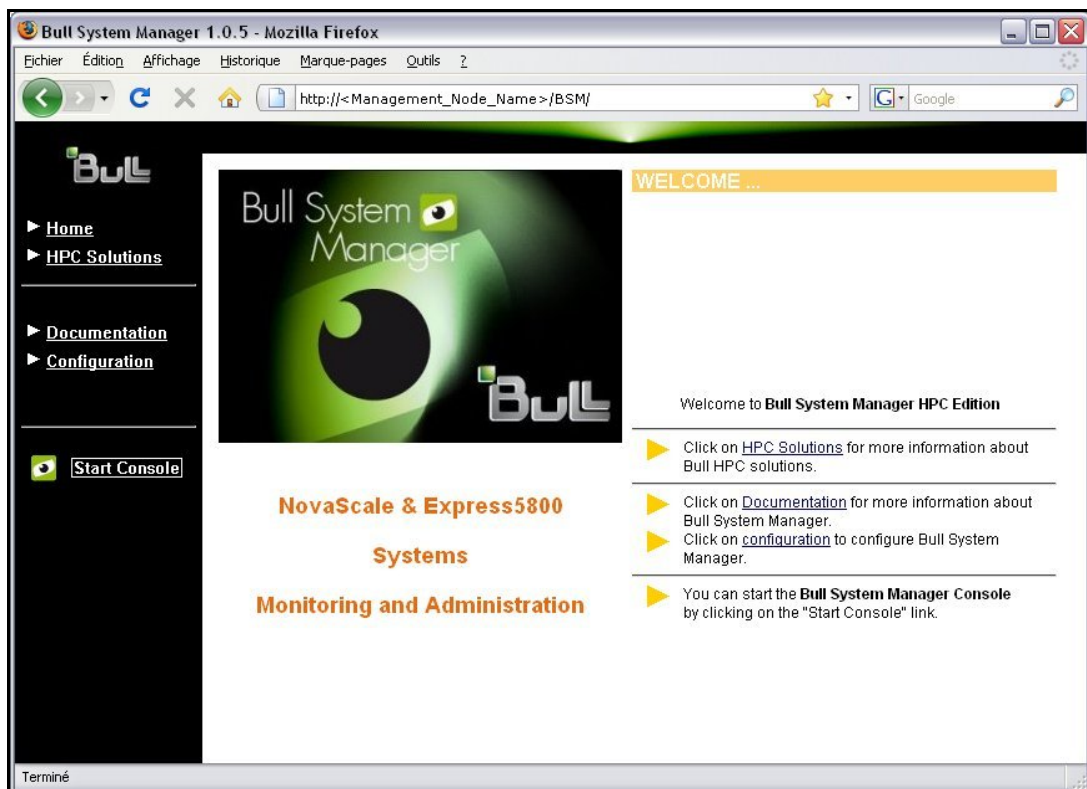 Bull System Manager 1.0.5 - Mozilla Firefox
Fichier Édition Affichage Historique Marque-pages Outils ?
http://<Management_Node_Name>/BSM/
G Google
Bull
Home
HPC Solutions
Documentation
Configuration
Start Console
Bull System
Manager
Bull
NovaScale & Express5800
Systems
Monitoring and Administration
WELCOME ...
Welcome to Bull System Manager HPC Edition
Click on HPC Solutions for more information about
Bull HPC solutions.
Click on Documentation for more information about
Bull System Manager.
Click on configuration to configure Bull System
Manager.
You can start the Bull System Manager Console
by clicking on the "Start Console" link.
Terminé